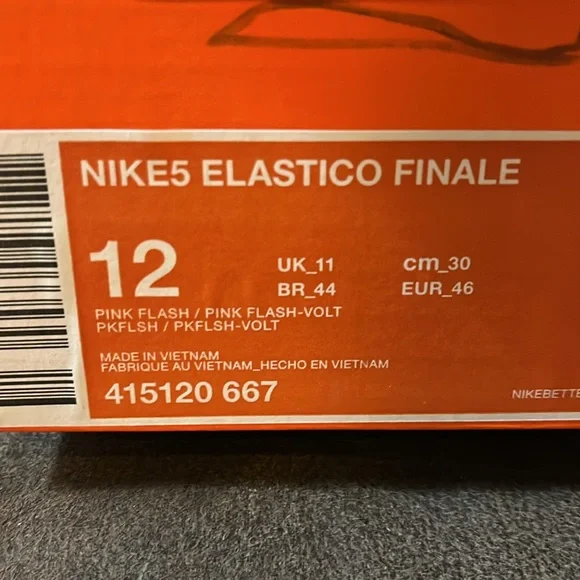 NIKE5 ELASTICO FINALE
12
UK_11 cm_30
BR_44 EUR_46
PINK FLASH / PINK FLASH-VOLT
PKFLSH / PKFLSH-VOLT
MADE IN VIETNAM
FABRIQUE AU VIETNAM_HECHO EN VIETNAM
415120 667
NIKEBETTE